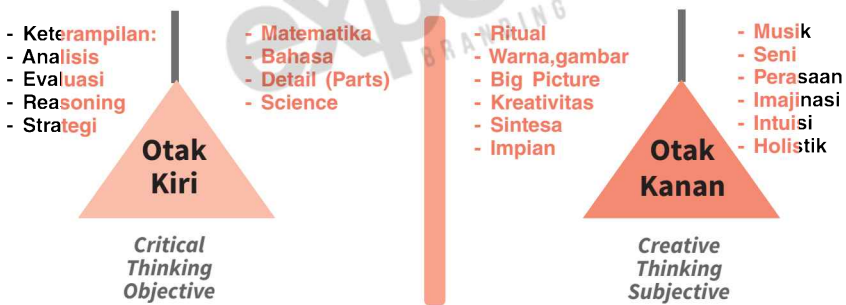 - Keterampilan:
- Analisis
- Evaluasi
- Reasoning
- Strategi
- Matematika
- Bahasa
- Detail (Parts)
- Science
Otak
Kiri
Critical
Thinking
Objective
- Ritual
- Warna,gambar
- Big Picture
- Kreativitas
- Sintesa
- Impian
- Musik
- Seni
- Perasaan
- Imajinasi
- Intuisi
- Holistik
Otak
Kanan
Creative
Thinking
Subjective
BRANDING